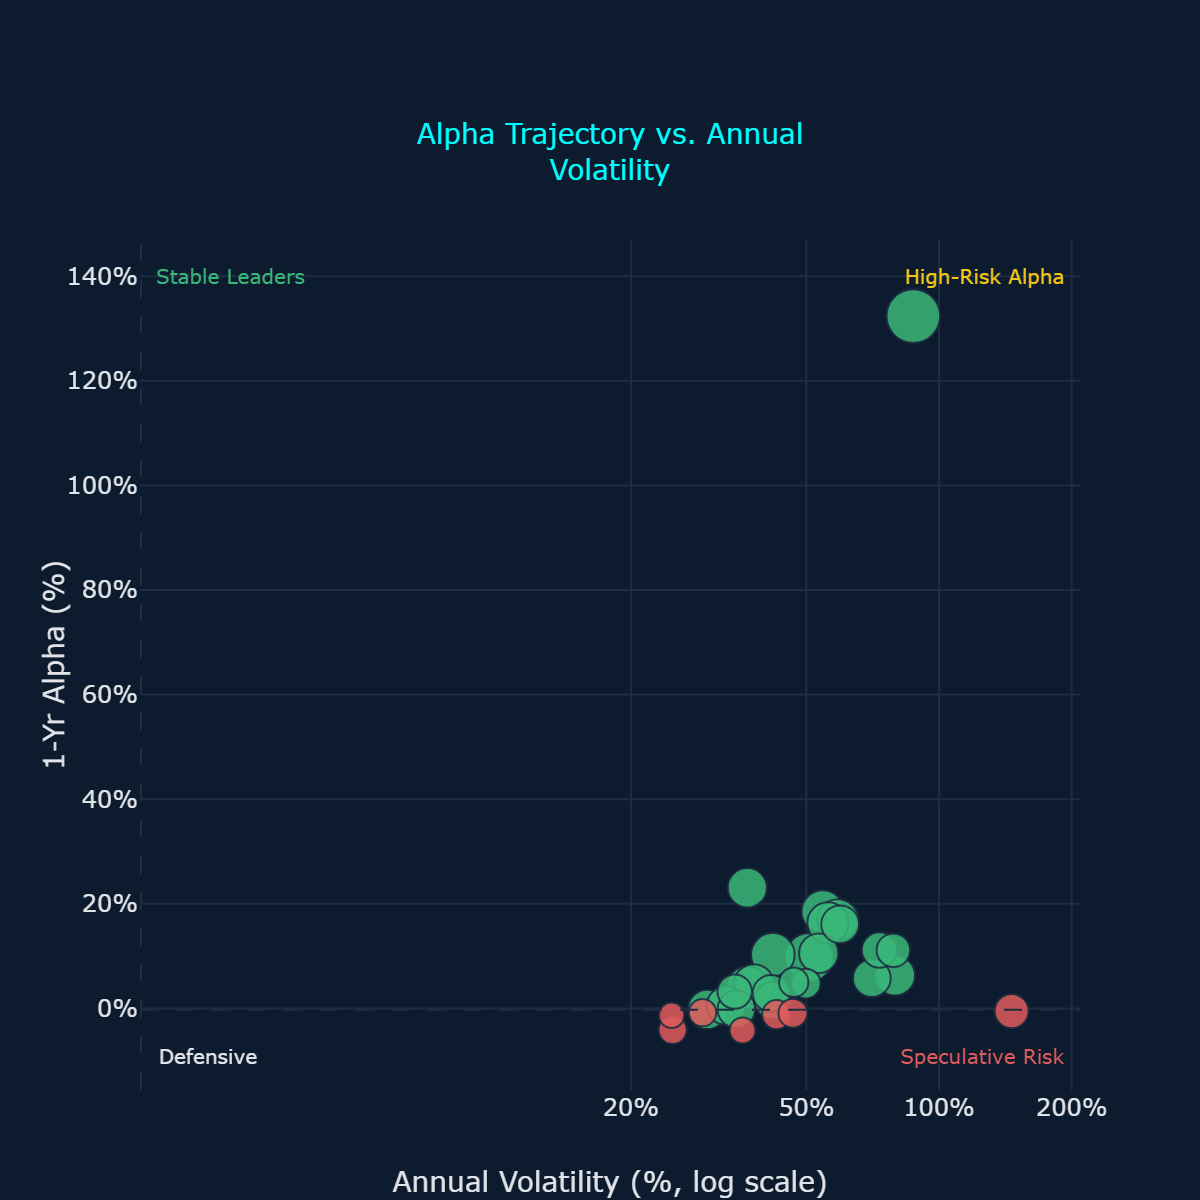 Alpha Trajectory vs. Annual
Volatility
140%
Stable Leaders
High-Risk Alpha
120%
100%
80%
60%
40%
20%
0%
1-Yr Alpha (%)
Defensive
Speculative Risk
20%
50%
100%
200%
Annual Volatility (%, log scale)